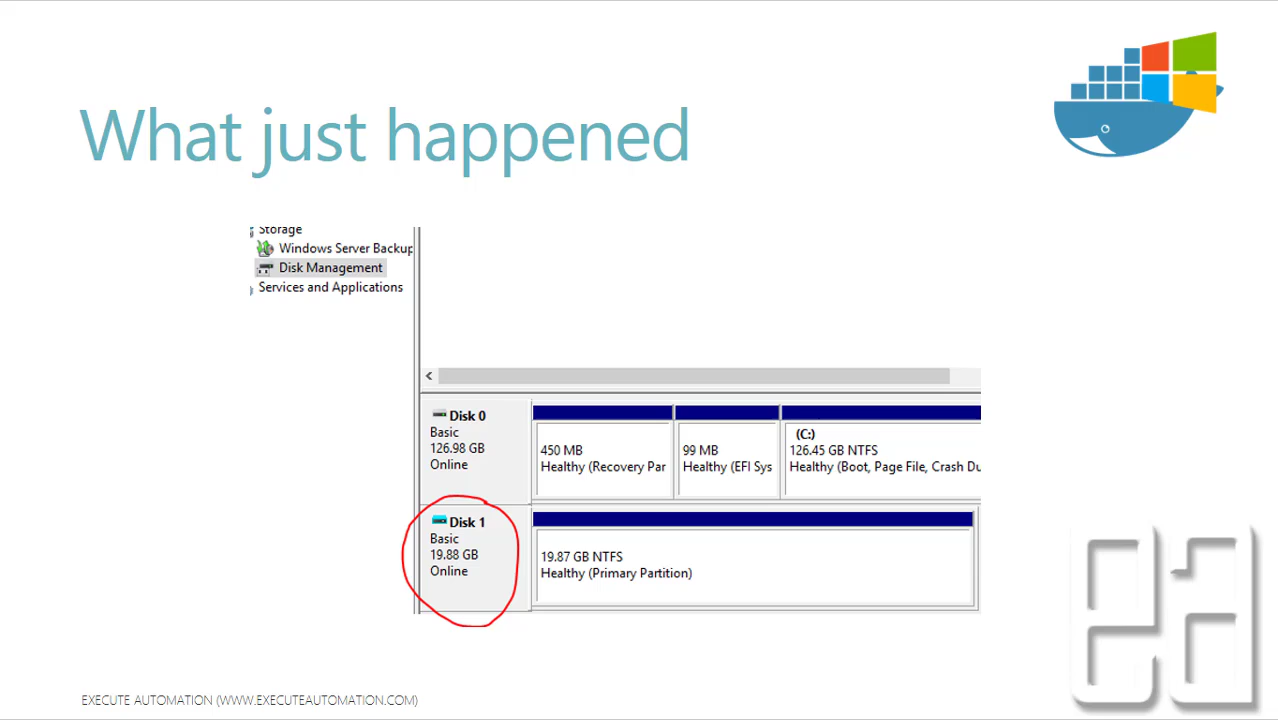 What just happened
Storage
Windows Server Backup
Disk Management
Services and Applications
<
Disk 0
Basic
126.98 GB
Online
450 MB
Healthy (Recovery Par
99 MB
Healthy (EFI Sys
(C:)
126.45 GB NTFS
Healthy (Boot, Page File, Crash Du
Disk 1
Basic
19.88 GB
Online
19.87 GB NTFS
Healthy (Primary Partition)
ea
EXECUTE AUTOMATION (WWW.EXECUTEAUTOMATION.COM)